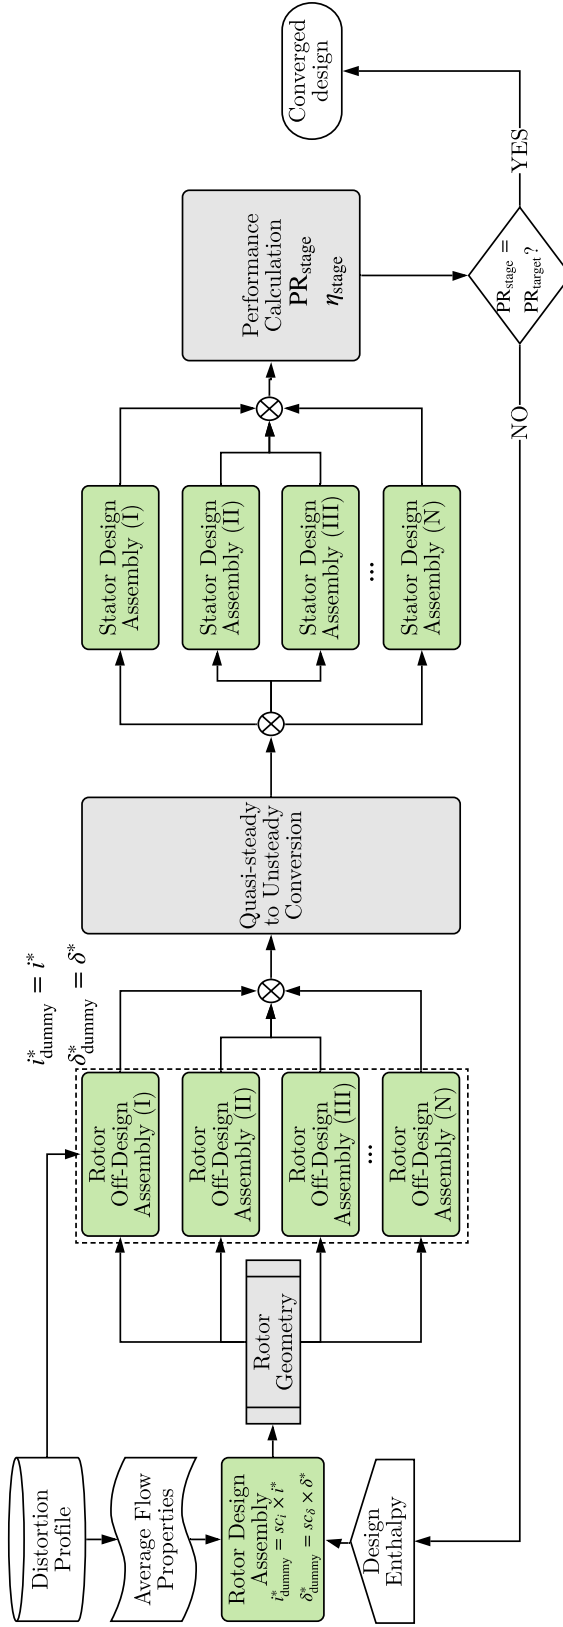 Distortion
Profile
Average Flow
Properties
Rotor Design
Assembly
i*dummy = sc_i × i*
δ*dummy = sc_δ × δ*
Design
Enthalpy
Rotor
Geometry
i*dummy = i*
δ*dummy = δ*
Rotor
Off-Design
Assembly (I)
Rotor
Off-Design
Assembly (II)
Rotor
Off-Design
Assembly (III)
...
Rotor
Off-Design
Assembly (N)
Quasi-steady
to Unsteady
Conversion
Stator Design
Assembly (I)
Stator Design
Assembly (II)
Stator Design
Assembly (III)
...
Stator Design
Assembly (N)
Performance
Calculation
PRstage
ηstage
PRstage =
PRtarget ?
NO
YES
Converged
design